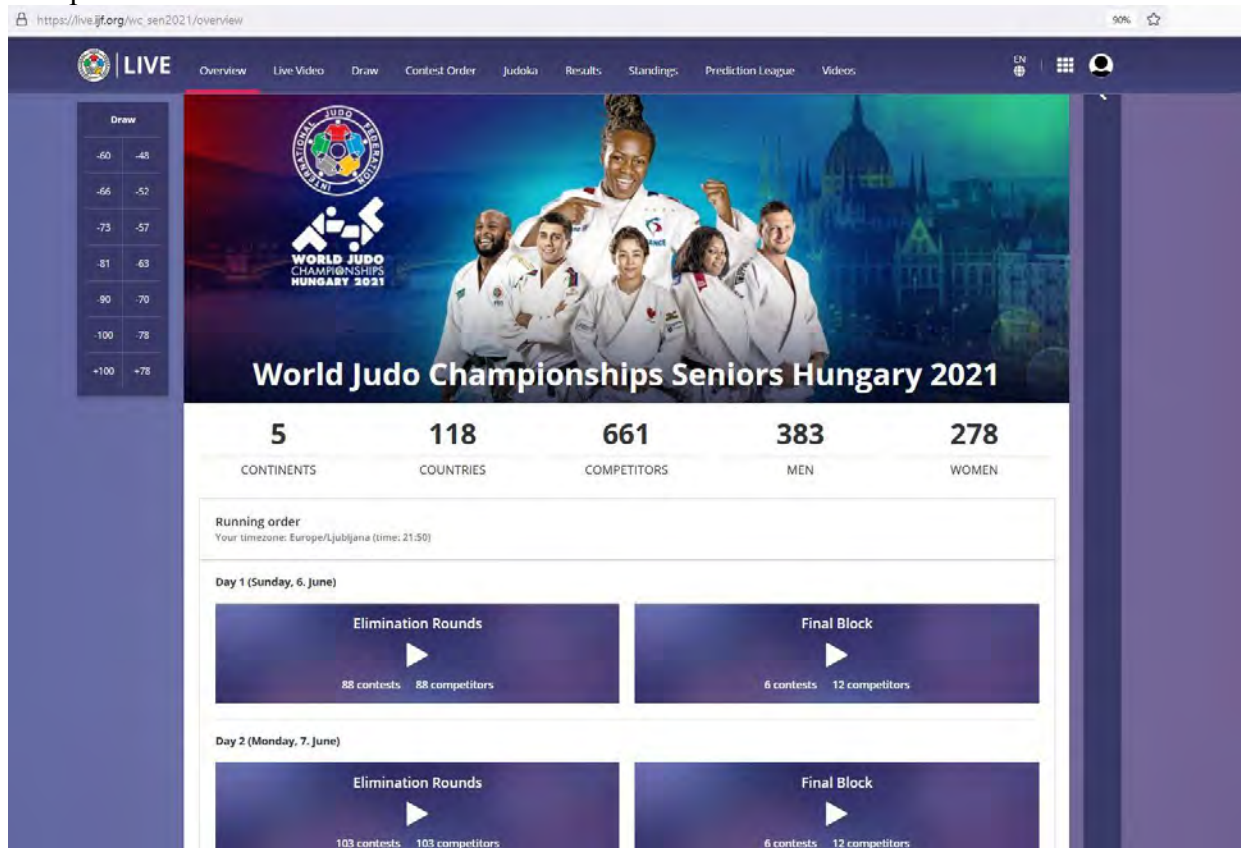 https://live.ijf.org/wc_sen2021/overview
90%
LIVE
Overview Live Video Draw Contest Order Judoka Results Standings Prediction League Videos
EN
Draw
-60 -48
-66 -52
-73 -57
-81 -63
-90 -70
-100 -78
+100 +78
INTERNATIONAL JUDO FEDERATION
WORLD JUDO
CHAMPIONSHIPS
HUNGARY 2021
World Judo Championships Seniors Hungary 2021
5 118 661 383 278
CONTINENTS COUNTRIES COMPETITORS MEN WOMEN
Running order
Your timezone: Europe/Ljubljana (time: 21:50)
Day 1 (Sunday, 6. June)
Elimination Rounds Final Block
88 contests 88 competitors 6 contests 12 competitors
Day 2 (Monday, 7. June)
Elimination Rounds Final Block
103 contests 103 competitors 6 contests 12 competitors